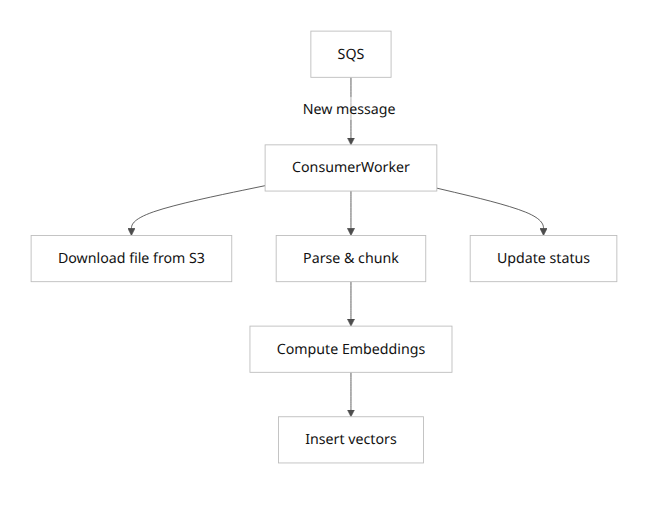 SQS
New message
ConsumerWorker
Download file from S3
Parse & chunk
Update status
Compute Embeddings
Insert vectors